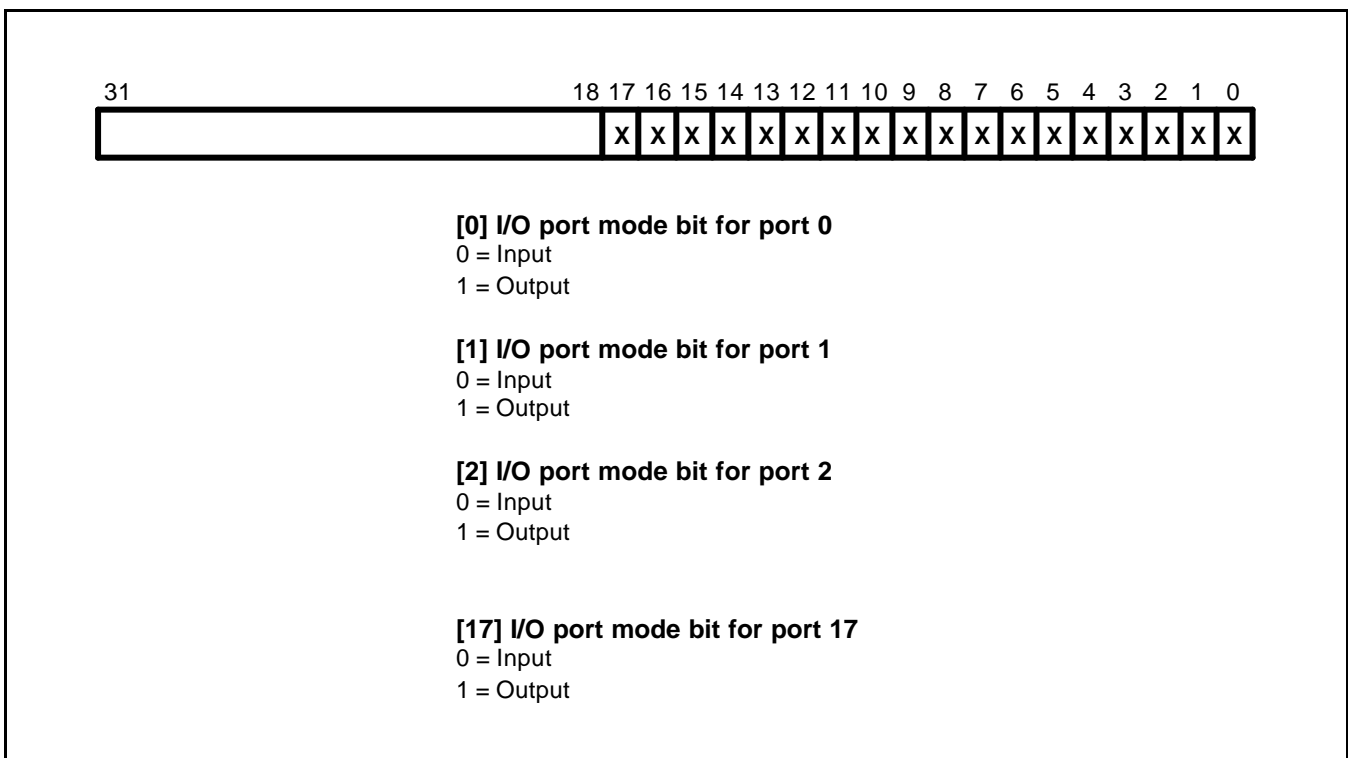 31 18 17 16 15 14 13 12 11 10 9 8 7 6 5 4 3 2 1 0
X X X X X X X X X X X X X X X X X X
[0] I/O port mode bit for port 0
0 = Input
1 = Output
[1] I/O port mode bit for port 1
0 = Input
1 = Output
[2] I/O port mode bit for port 2
0 = Input
1 = Output
[17] I/O port mode bit for port 17
0 = Input
1 = Output